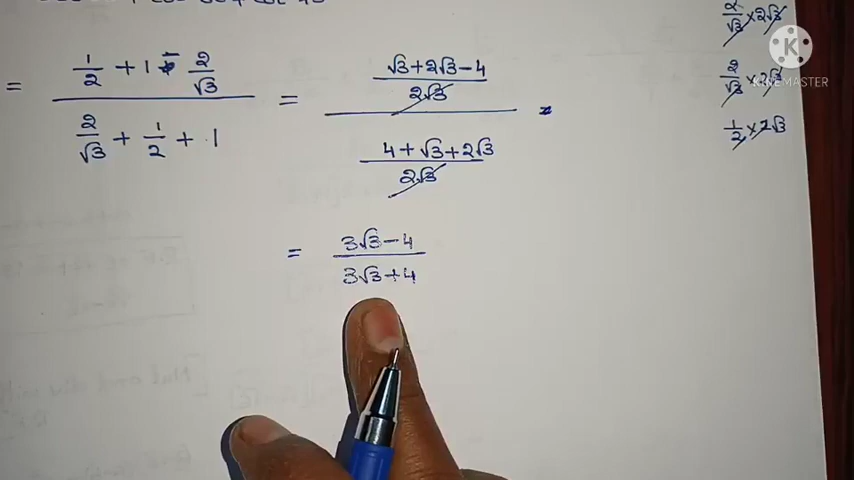 = (1/2 + 1 - 2/√3) / (2/√3 + 1/2 + 1) = ((√3 + 2√3 - 4) / 2√3) / ((4 + √3 + 2√3) / 2√3)
= (3√3 - 4) / (3√3 + 4)
2/√3 × 2√3
2/√3 × 2√3
1/2 × 2√3
K
KINEMASTER